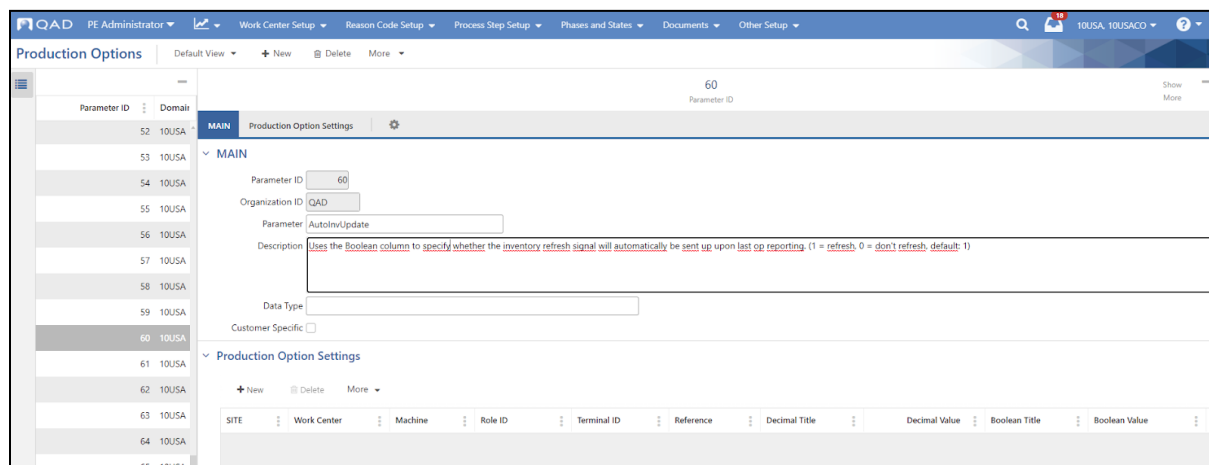 QAD PE Administrator Work Center Setup Reason Code Setup Process Step Setup Phases and States Documents Other Setup 18 10USA, 10USACO ?
Production Options Default View + New Delete More
60 Show
Parameter ID More
Parameter ID Domain
MAIN Production Option Settings
52 10USA
53 10USA
54 10USA
55 10USA
56 10USA
57 10USA
58 10USA
59 10USA
60 10USA
61 10USA
62 10USA
63 10USA
64 10USA
MAIN
Parameter ID 60
Organization ID QAD
Parameter AutoInvUpdate
Description Uses the Boolean column to specify whether the inventory refresh signal will automatically be sent up upon last op reporting. (1 = refresh, 0 = don't refresh, default: 1)
Data Type
Customer Specific
Production Option Settings
+ New Delete More
SITE Work Center Machine Role ID Terminal ID Reference Decimal Title Decimal Value Boolean Title Boolean Value